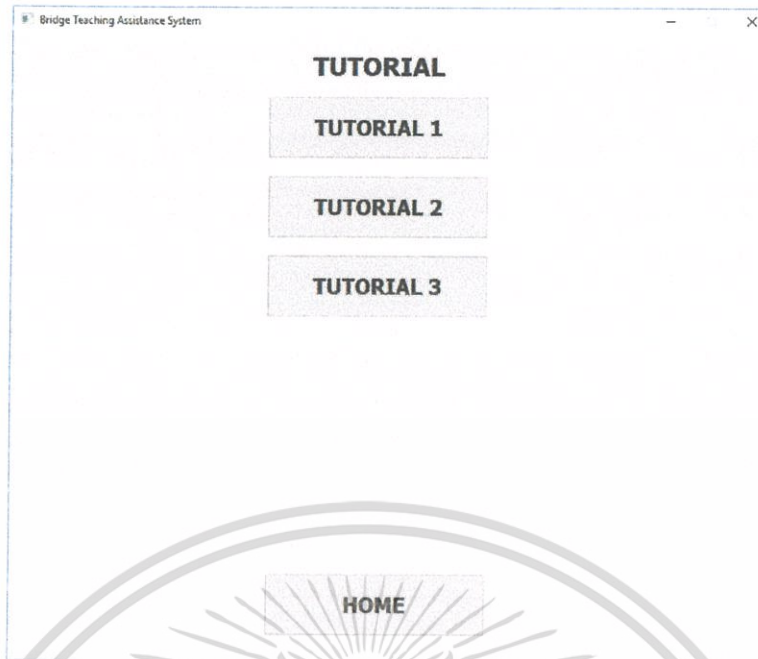 Bridge Teaching Assistance System
TUTORIAL
TUTORIAL 1
TUTORIAL 2
TUTORIAL 3
HOME